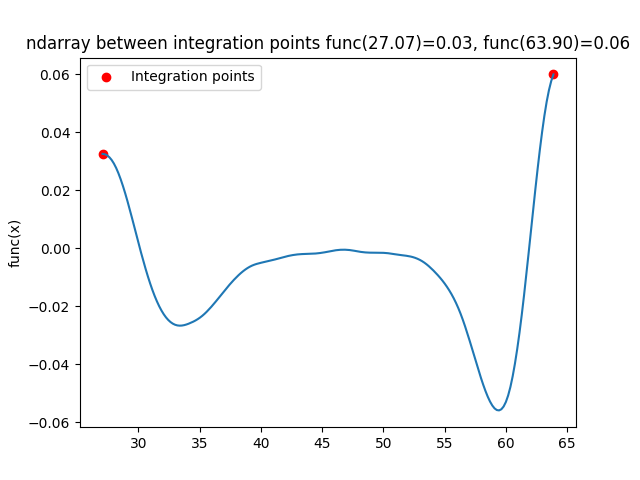 ndarray between integration points func(27.07)=0.03, func(63.90)=0.06
Integration points
func(x)
0.06
0.04
0.02
0.00
−0.02
−0.04
−0.06
30 35 40 45 50 55 60 65